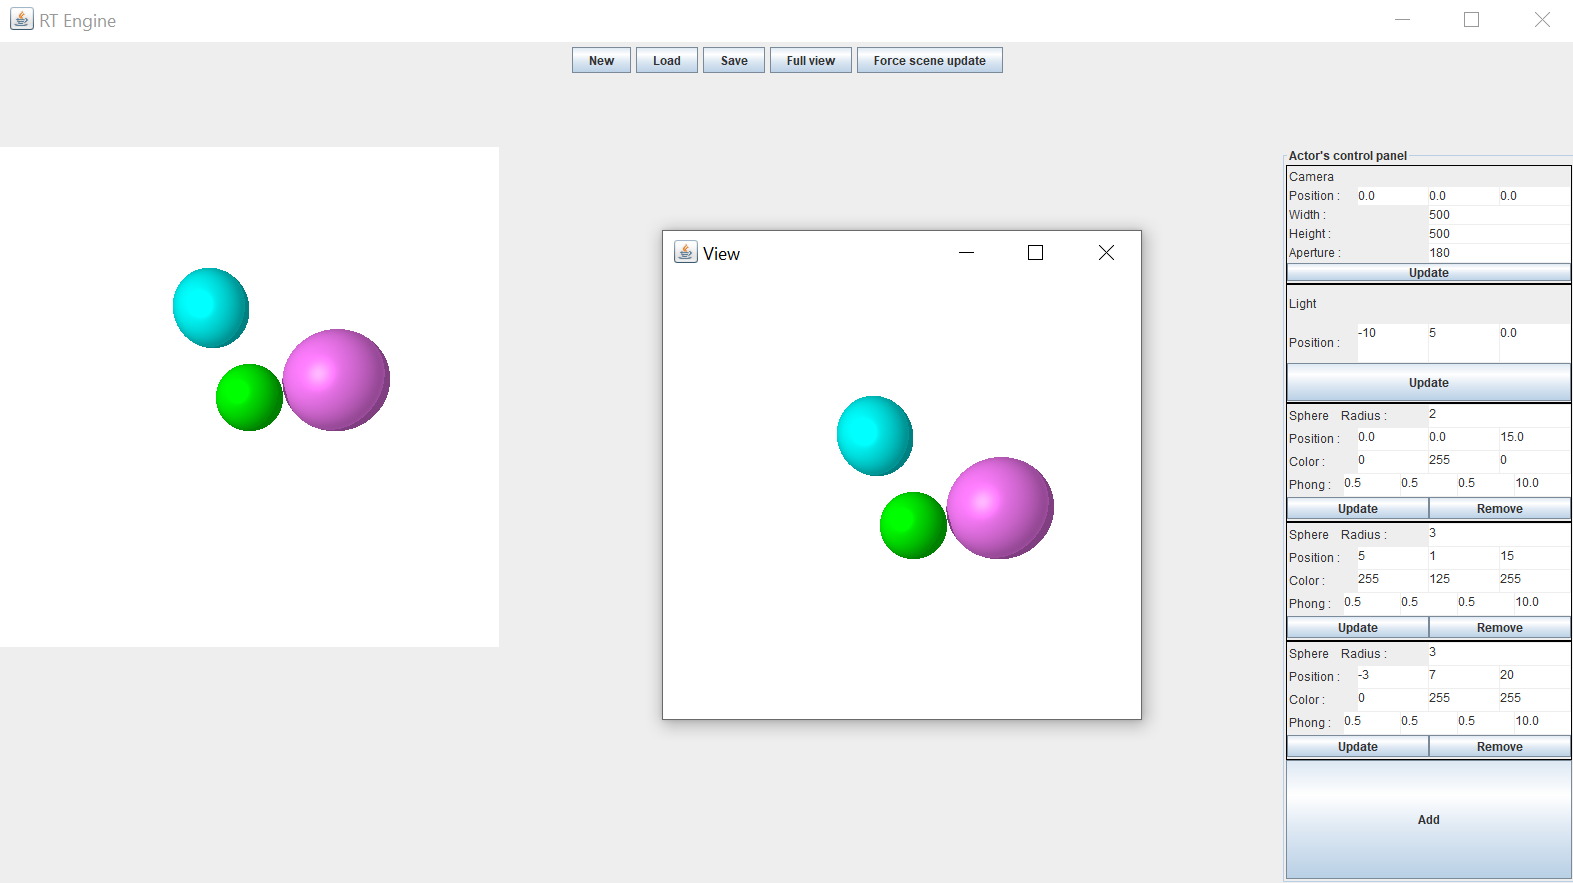 RT Engine
New Load Save Full view Force scene update
Actor's control panel
Camera
Position : 0.0 0.0 0.0
Width : 500
Height : 500
Aperture : 180
Update
Light
Position : -10 5 0.0
Update
Sphere Radius : 2
Position : 0.0 0.0 15.0
Color : 0 255 0
Phong : 0.5 0.5 0.5 10.0
Update Remove
Sphere Radius : 3
Position : 5 1 15
Color : 255 125 255
Phong : 0.5 0.5 0.5 10.0
Update Remove
Sphere Radius : 3
Position : -3 7 20
Color : 0 255 255
Phong : 0.5 0.5 0.5 10.0
Update Remove
Add
View